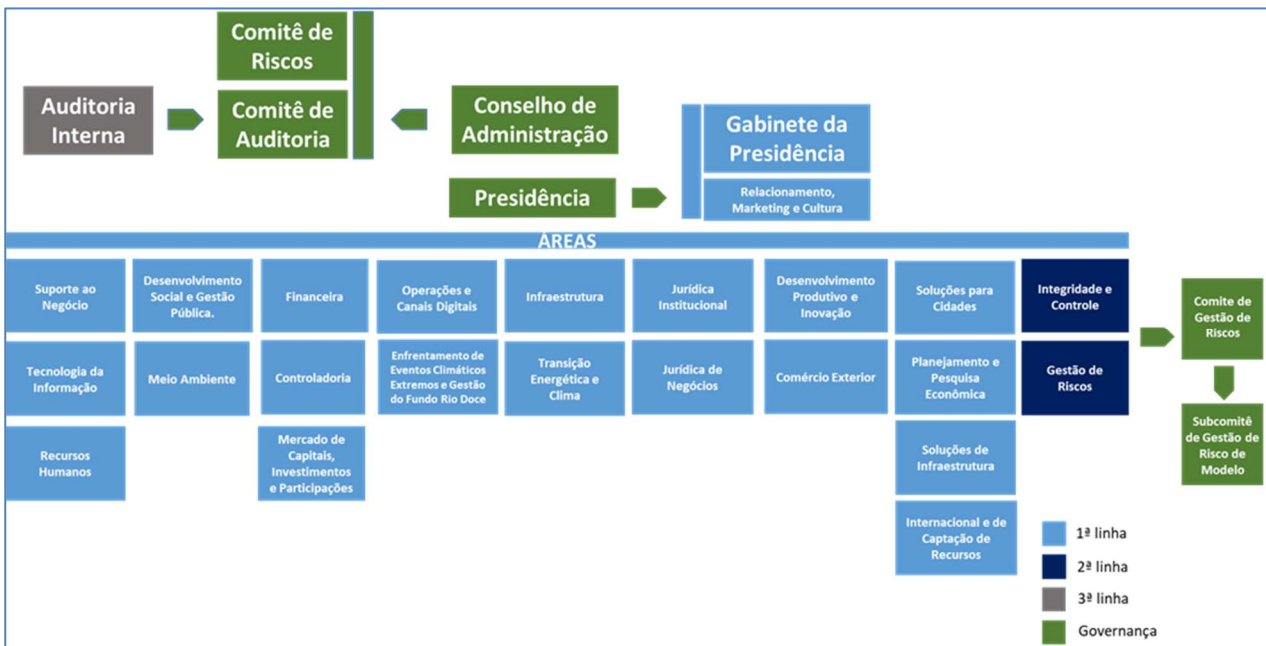 Comitê de
Riscos
Auditoria
Interna
Comitê de
Auditoria
Conselho de
Administração
Gabinete da
Presidência
Presidência
Relacionamento,
Marketing e Cultura
ÁREAS
Suporte ao
Negócio
Desenvolvimento
Social e Gestão
Pública.
Financeira
Operações e
Canais Digitais
Infraestrutura
Jurídica
Institucional
Desenvolvimento
Produtivo e
Inovação
Soluções para
Cidades
Integridade e
Controle
Comite de
Gestão de
Riscos
Tecnologia da
Informação
Meio Ambiente
Controladoria
Enfrentamento de
Eventos Climáticos
Extremos e Gestão
do Fundo Rio Doce
Transição
Energética e
Clima
Jurídica de
Negócios
Comércio Exterior
Planejamento e
Pesquisa
Econômica
Gestão de
Riscos
Subcomitê
de Gestão de
Risco de
Modelo
Recursos
Humanos
Mercado de
Capitais,
Investimentos
e Participações
Soluções de
Infraestrutura
Internacional e de
Captação de
Recursos
1ª linha
2ª linha
3ª linha
Governança